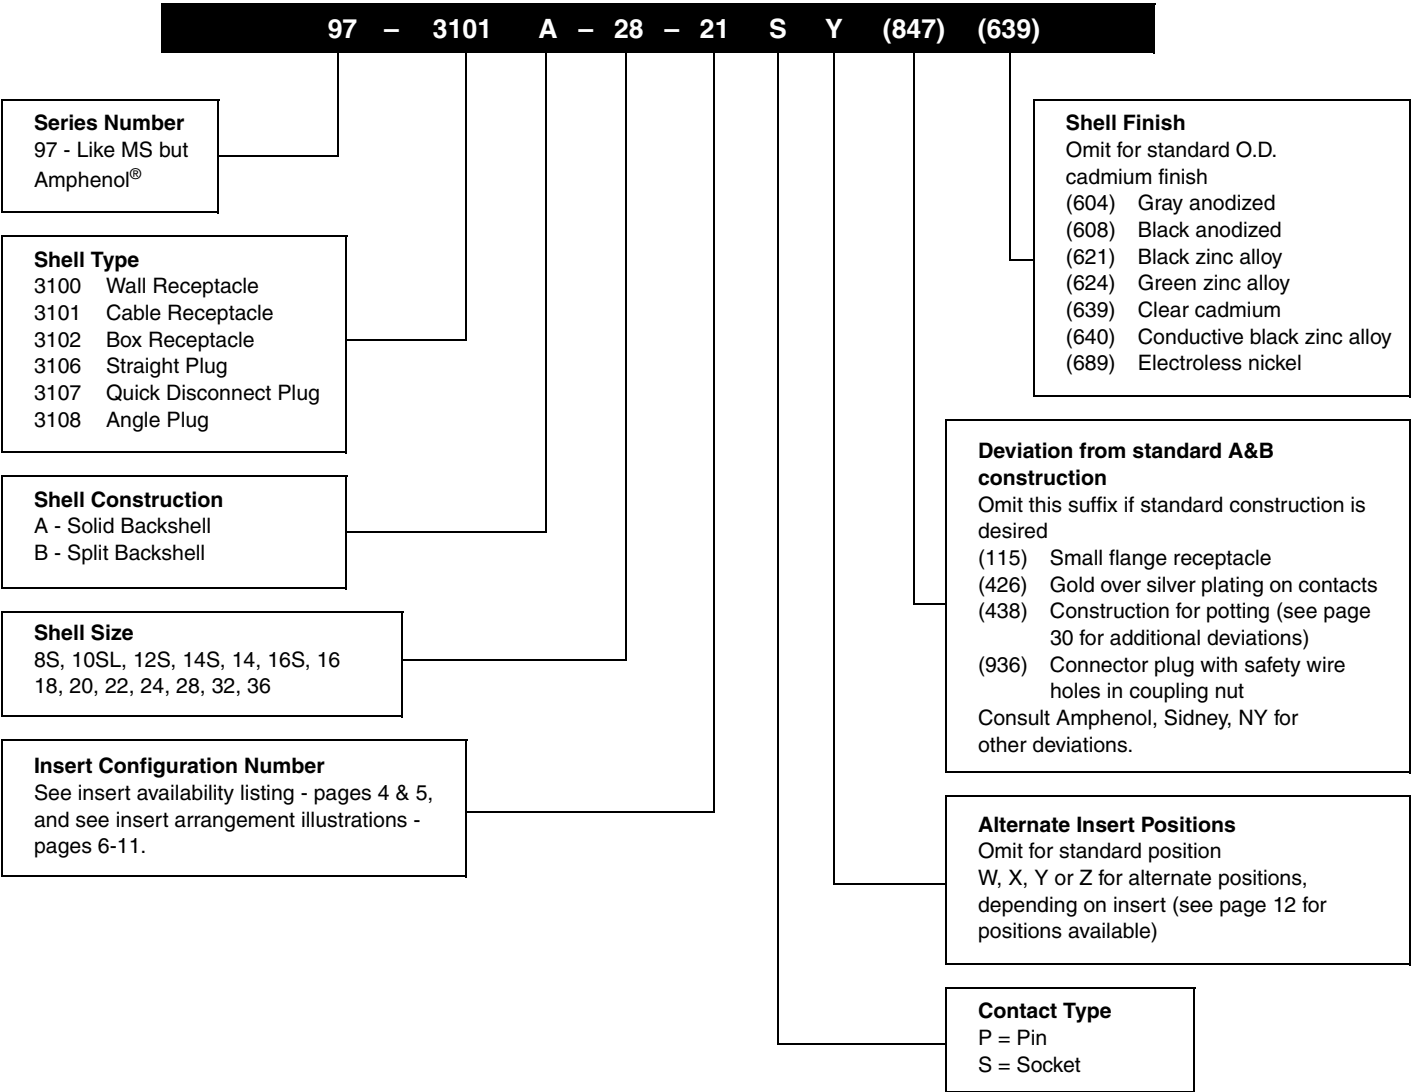 97 – 3101 A – 28 – 21 S Y (847) (639)
Series Number
97 - Like MS but
Amphenol®
Shell Type
3100 Wall Receptacle
3101 Cable Receptacle
3102 Box Receptacle
3106 Straight Plug
3107 Quick Disconnect Plug
3108 Angle Plug
Shell Construction
A - Solid Backshell
B - Split Backshell
Shell Size
8S, 10SL, 12S, 14S, 14, 16S, 16
18, 20, 22, 24, 28, 32, 36
Insert Configuration Number
See insert availability listing - pages 4 & 5,
and see insert arrangement illustrations -
pages 6-11.
Shell Finish
Omit for standard O.D.
cadmium finish
(604) Gray anodized
(608) Black anodized
(621) Black zinc alloy
(624) Green zinc alloy
(639) Clear cadmium
(640) Conductive black zinc alloy
(689) Electroless nickel
Deviation from standard A&B
construction
Omit this suffix if standard construction is
desired
(115) Small flange receptacle
(426) Gold over silver plating on contacts
(438) Construction for potting (see page
30 for additional deviations)
(936) Connector plug with safety wire
holes in coupling nut
Consult Amphenol, Sidney, NY for
other deviations.
Alternate Insert Positions
Omit for standard position
W, X, Y or Z for alternate positions,
depending on insert (see page 12 for
positions available)
Contact Type
P = Pin
S = Socket